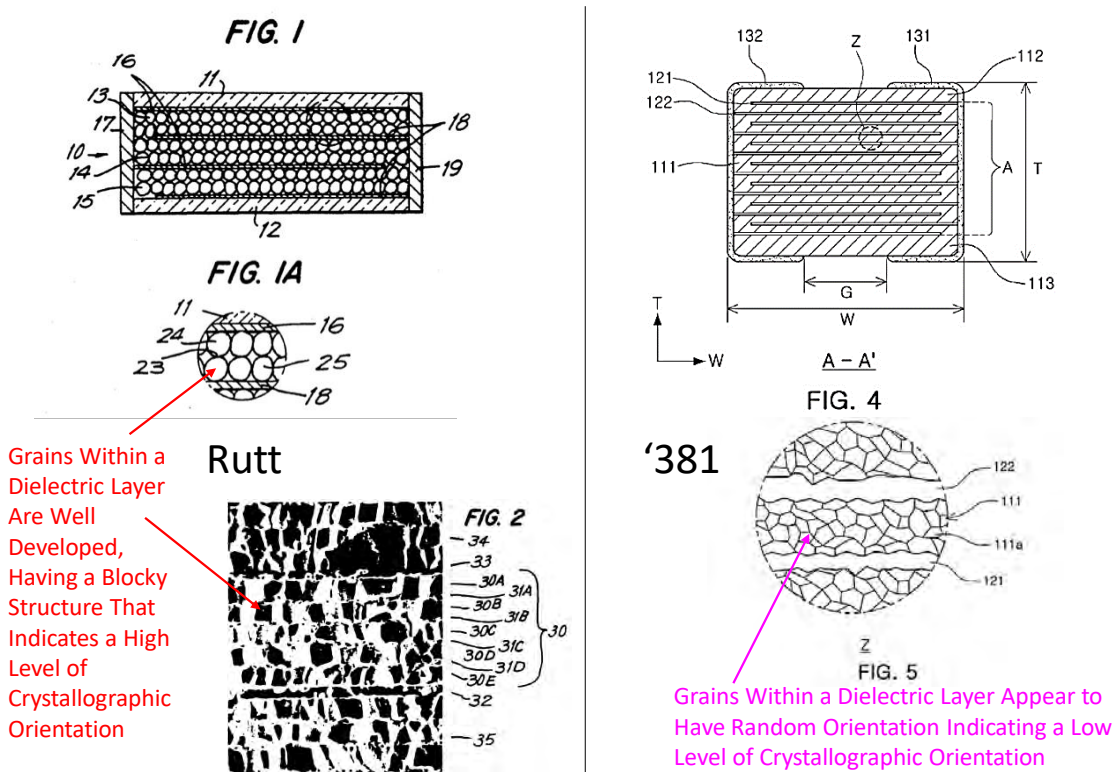 FIG. 1
16
11
13
17
18
10
14
19
15
12
FIG. 1A
11
16
24
23
25
18
Grains Within a
Dielectric Layer
Are Well
Developed,
Having a Blocky
Structure That
Indicates a High
Level of
Crystallographic
Orientation
Rutt
FIG. 2
34
33
30A
31A
30B
31B
30C
31C
30D
31D
30E
30
32
35
132
Z
131
112
121
122
111
A
T
113
G
W
T
W
A - A'
FIG. 4
'381
122
111
111a
121
Z
FIG. 5
Grains Within a Dielectric Layer Appear to
Have Random Orientation Indicating a Low
Level of Crystallographic Orientation